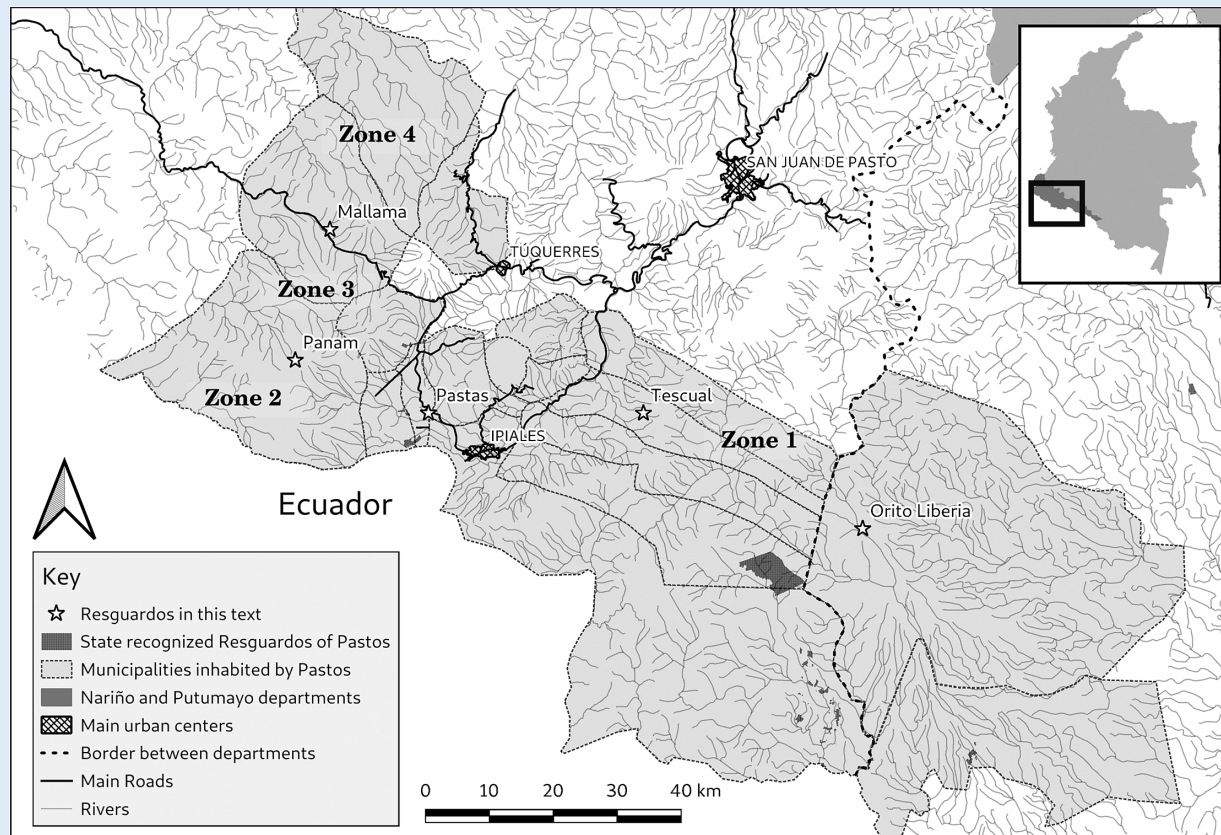 Zone 4
SAN JUAN DE PASTO
Mallama
TÚQUERRES
Zone 3
Panam
Zone 2
Pastas
Tescual
IPIALES
Zone 1
Ecuador
Orito Liberia
Key
Resguardos in this text
State recognized Resguardos of Pastos
Municipalities inhabited by Pastos
Nariño and Putumayo departments
Main urban centers
Border between departments
Main Roads
Rivers
0 10 20 30 40 km